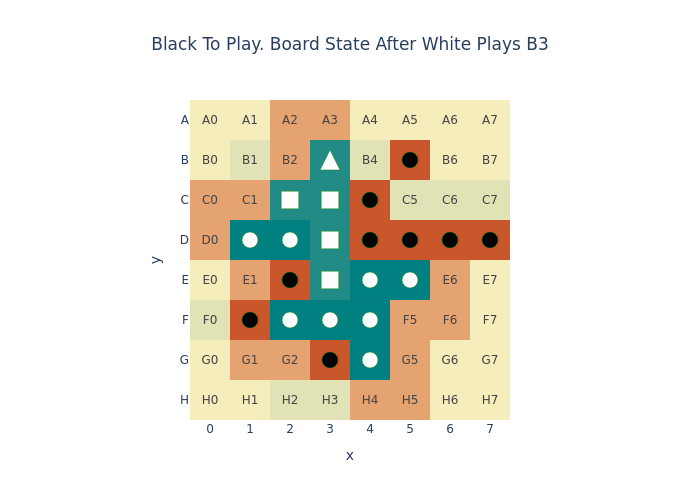 Black To Play. Board State After White Plays B3
A A0 A1 A2 A3 A4 A5 A6 A7
B B0 B1 B2 B4 B6 B7
C C0 C1 C5 C6 C7
D D0
E E0 E1 E6 E7
F F0 F5 F6 F7
G G0 G1 G2 G5 G6 G7
H H0 H1 H2 H3 H4 H5 H6 H7
0 1 2 3 4 5 6 7
x
y